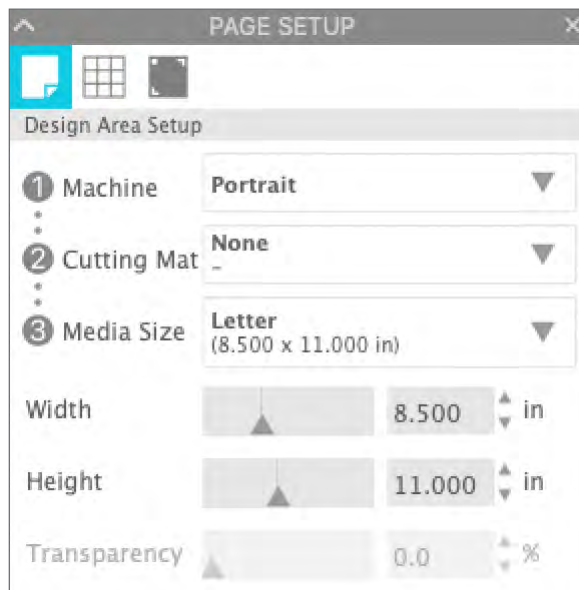 PAGE SETUP
Design Area Setup
1 Machine Portrait
2 Cutting Mat None
-
3 Media Size Letter
(8.500 x 11.000 in)
Width 8.500 in
Height 11.000 in
Transparency 0.0 %